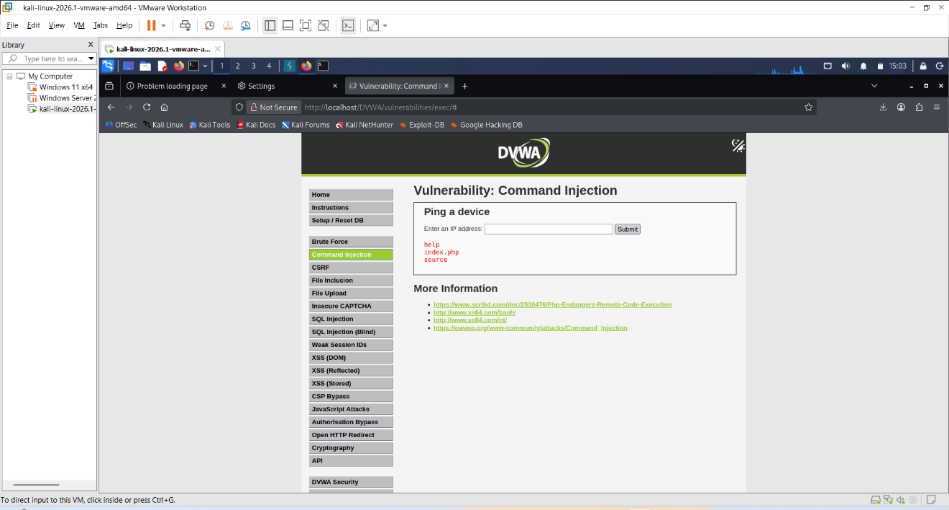 kali-linux-2026.1-vmware-amd64 - VMware Workstation
File Edit View VM Tabs Help
Library
Type here to sea...
My Computer
Windows 11 x64
Windows Server 2
kali-linux-2026.1-
kali-linux-2026.1-vmware-a...
1 2 3 4
15:03
Problem loading page
Settings
Vulnerability: Command I
Not Secure http://localhost/DVWA/vulnerabilities/exec/#
OffSec Kali Linux Kali Tools Kali Docs Kali Forums Kali NetHunter Exploit-DB Google Hacking DB
DVWA
Home
Instructions
Setup / Reset DB
Brute Force
Command Injection
CSRF
File Inclusion
File Upload
Insecure CAPTCHA
SQL Injection
SQL Injection (Blind)
Weak Session IDs
XSS (DOM)
XSS (Reflected)
XSS (Stored)
CSP Bypass
JavaScript Attacks
Authorisation Bypass
Open HTTP Redirect
Cryptography
API
DVWA Security
Vulnerability: Command Injection
Ping a device
Enter an IP address: Submit
help
index.php
source
More Information
https://www.scribd.com/doc/2530476/Php-Endangers-Remote-Code-Execution
http://www.ss64.com/bash/
http://www.ss64.com/nt/
https://owasp.org/www-community/attacks/Command_Injection
To direct input to this VM, click inside or press Ctrl+G.